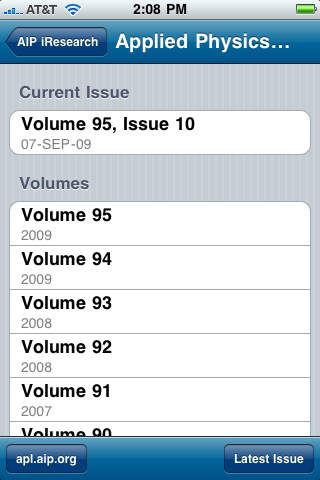 AT&T 2:08 PM
AIP iResearch Applied Physics...
Current Issue
Volume 95, Issue 10
07-SEP-09
Volumes
Volume 95
2009
Volume 94
2009
Volume 93
2008
Volume 92
2008
Volume 91
2007
Volume 90
apl.aip.org Latest Issue